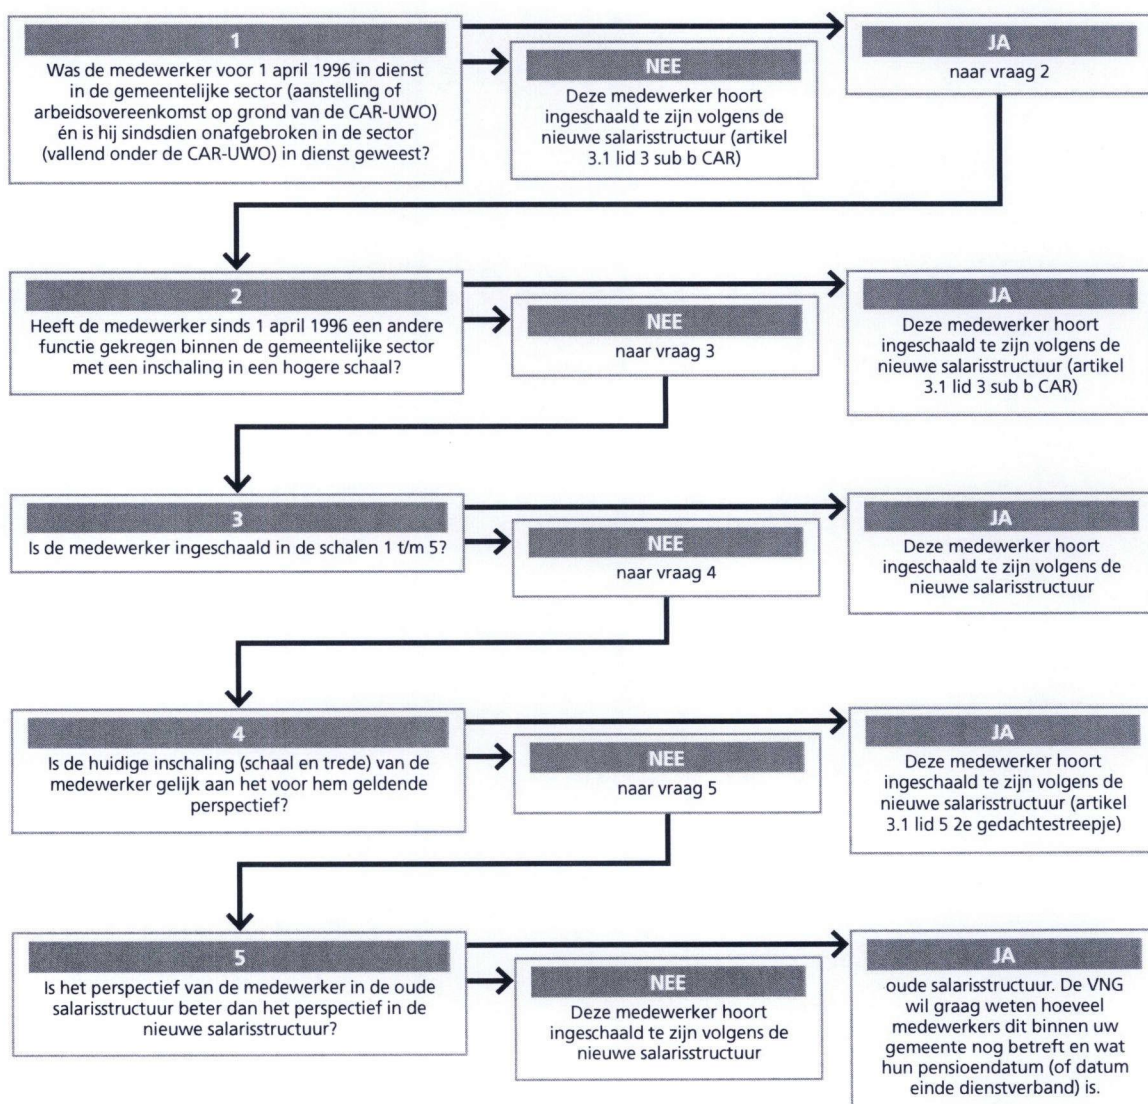 1
Was de medewerker voor 1 april 1996 in dienst
in de gemeentelijke sector (aanstelling of
arbeidsovereenkomst op grond van de CAR-UWO)
én is hij sindsdien onafgebroken in de sector
(vallend onder de CAR-UWO) in dienst geweest?
NEE
Deze medewerker hoort
ingeschaald te zijn volgens de
nieuwe salarisstructuur (artikel
3.1 lid 3 sub b CAR)
JA
naar vraag 2
2
Heeft de medewerker sinds 1 april 1996 een andere
functie gekregen binnen de gemeentelijke sector
met een inschaling in een hogere schaal?
NEE
naar vraag 3
JA
Deze medewerker hoort
ingeschaald te zijn volgens de
nieuwe salarisstructuur (artikel
3.1 lid 3 sub b CAR)
3
Is de medewerker ingeschaald in de schalen 1 t/m 5?
NEE
naar vraag 4
JA
Deze medewerker hoort
ingeschaald te zijn volgens de
nieuwe salarisstructuur
4
Is de huidige inschaling (schaal en trede) van de
medewerker gelijk aan het voor hem geldende
perspectief?
NEE
naar vraag 5
JA
Deze medewerker hoort
ingeschaald te zijn volgens de
nieuwe salarisstructuur (artikel
3.1 lid 5 2e gedachtestreepje)
5
Is het perspectief van de medewerker in de oude
salarisstructuur beter dan het perspectief in de
nieuwe salarisstructuur?
NEE
Deze medewerker hoort
ingeschaald te zijn volgens de
nieuwe salarisstructuur
JA
oude salarisstructuur. De VNG
wil graag weten hoeveel
medewerkers dit binnen uw
gemeente nog betreft en wat
hun pensioendatum (of datum
einde dienstverband) is.